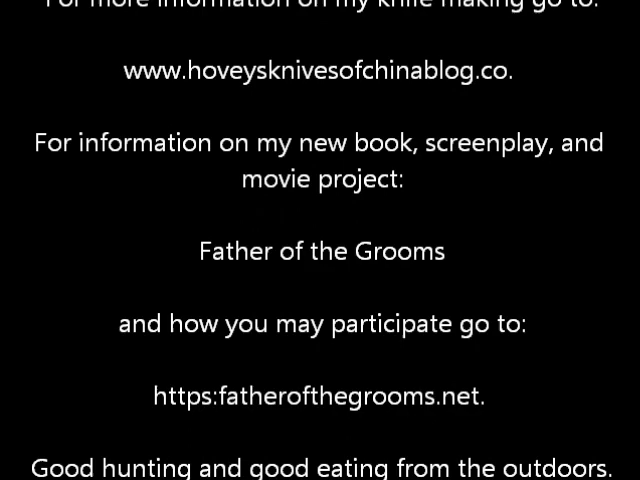 For more information on my knife making go to:
www.hoveysknivesofchinablog.co.
For information on my new book, screenplay, and
movie project:
Father of the Grooms
and how you may participate go to:
https:fatherofthegrooms.net.
Good hunting and good eating from the outdoors.